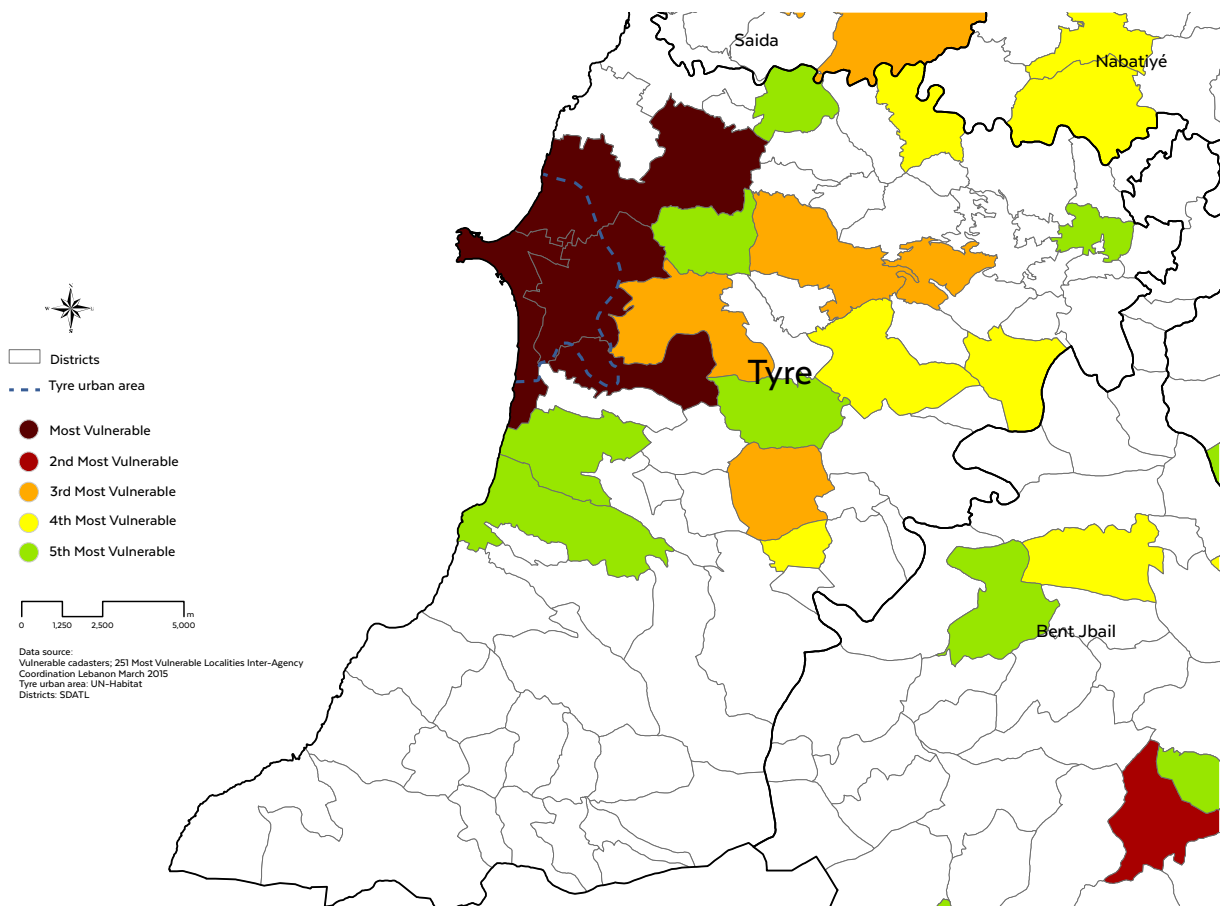 Saida
Nabatiyé
Tyre
Bent Jbail
Districts
Tyre urban area
Most Vulnerable
2nd Most Vulnerable
3rd Most Vulnerable
4th Most Vulnerable
5th Most Vulnerable
m
0 1,250 2,500 5,000
Data source:
Vulnerable cadasters; 251 Most Vulnerable Localities Inter-Agency
Coordination Lebanon March 2015
Tyre urban area: UN-Habitat
Districts: SDATL